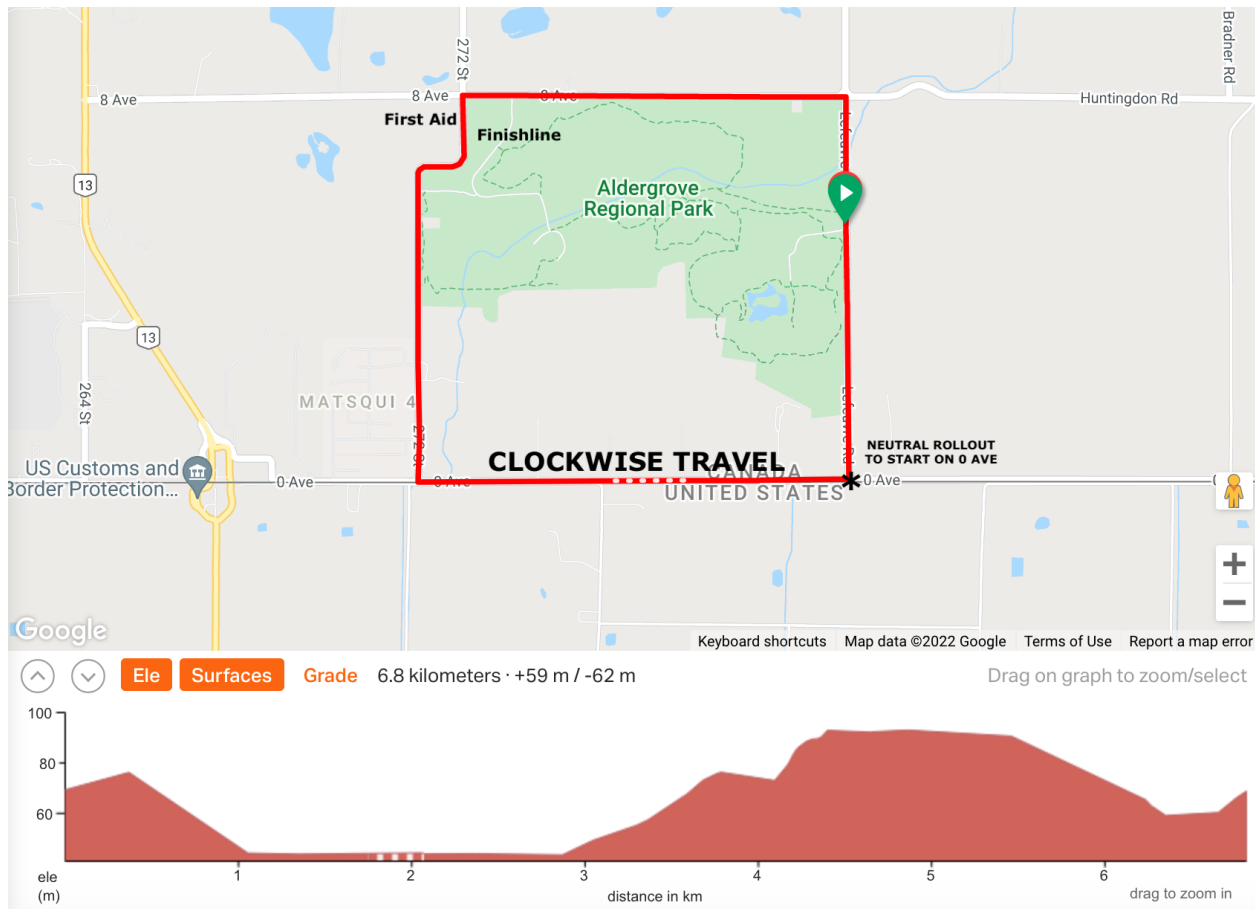 272 St
Bradner Rd
8 Ave
8 Ave
8 Ave
Huntingdon Rd
First Aid
Finishline
Lefeuvre
13
Aldergrove
Regional Park
13
264 St
MATSQUI 4
272 St
Lefeuvre Rd
NEUTRAL ROLLOUT
TO START ON 0 AVE
CLOCKWISE TRAVEL
CANADA
UNITED STATES
US Customs and
Border Protection...
0 Ave
0 Ave
*
0 Ave
0
Google
Keyboard shortcuts
Map data ©2022 Google
Terms of Use
Report a map error
Ele
Surfaces
Grade
6.8 kilometers · +59 m / -62 m
Drag on graph to zoom/select
100
80
60
ele
(m)
1
2
3
4
5
6
distance in km
drag to zoom in